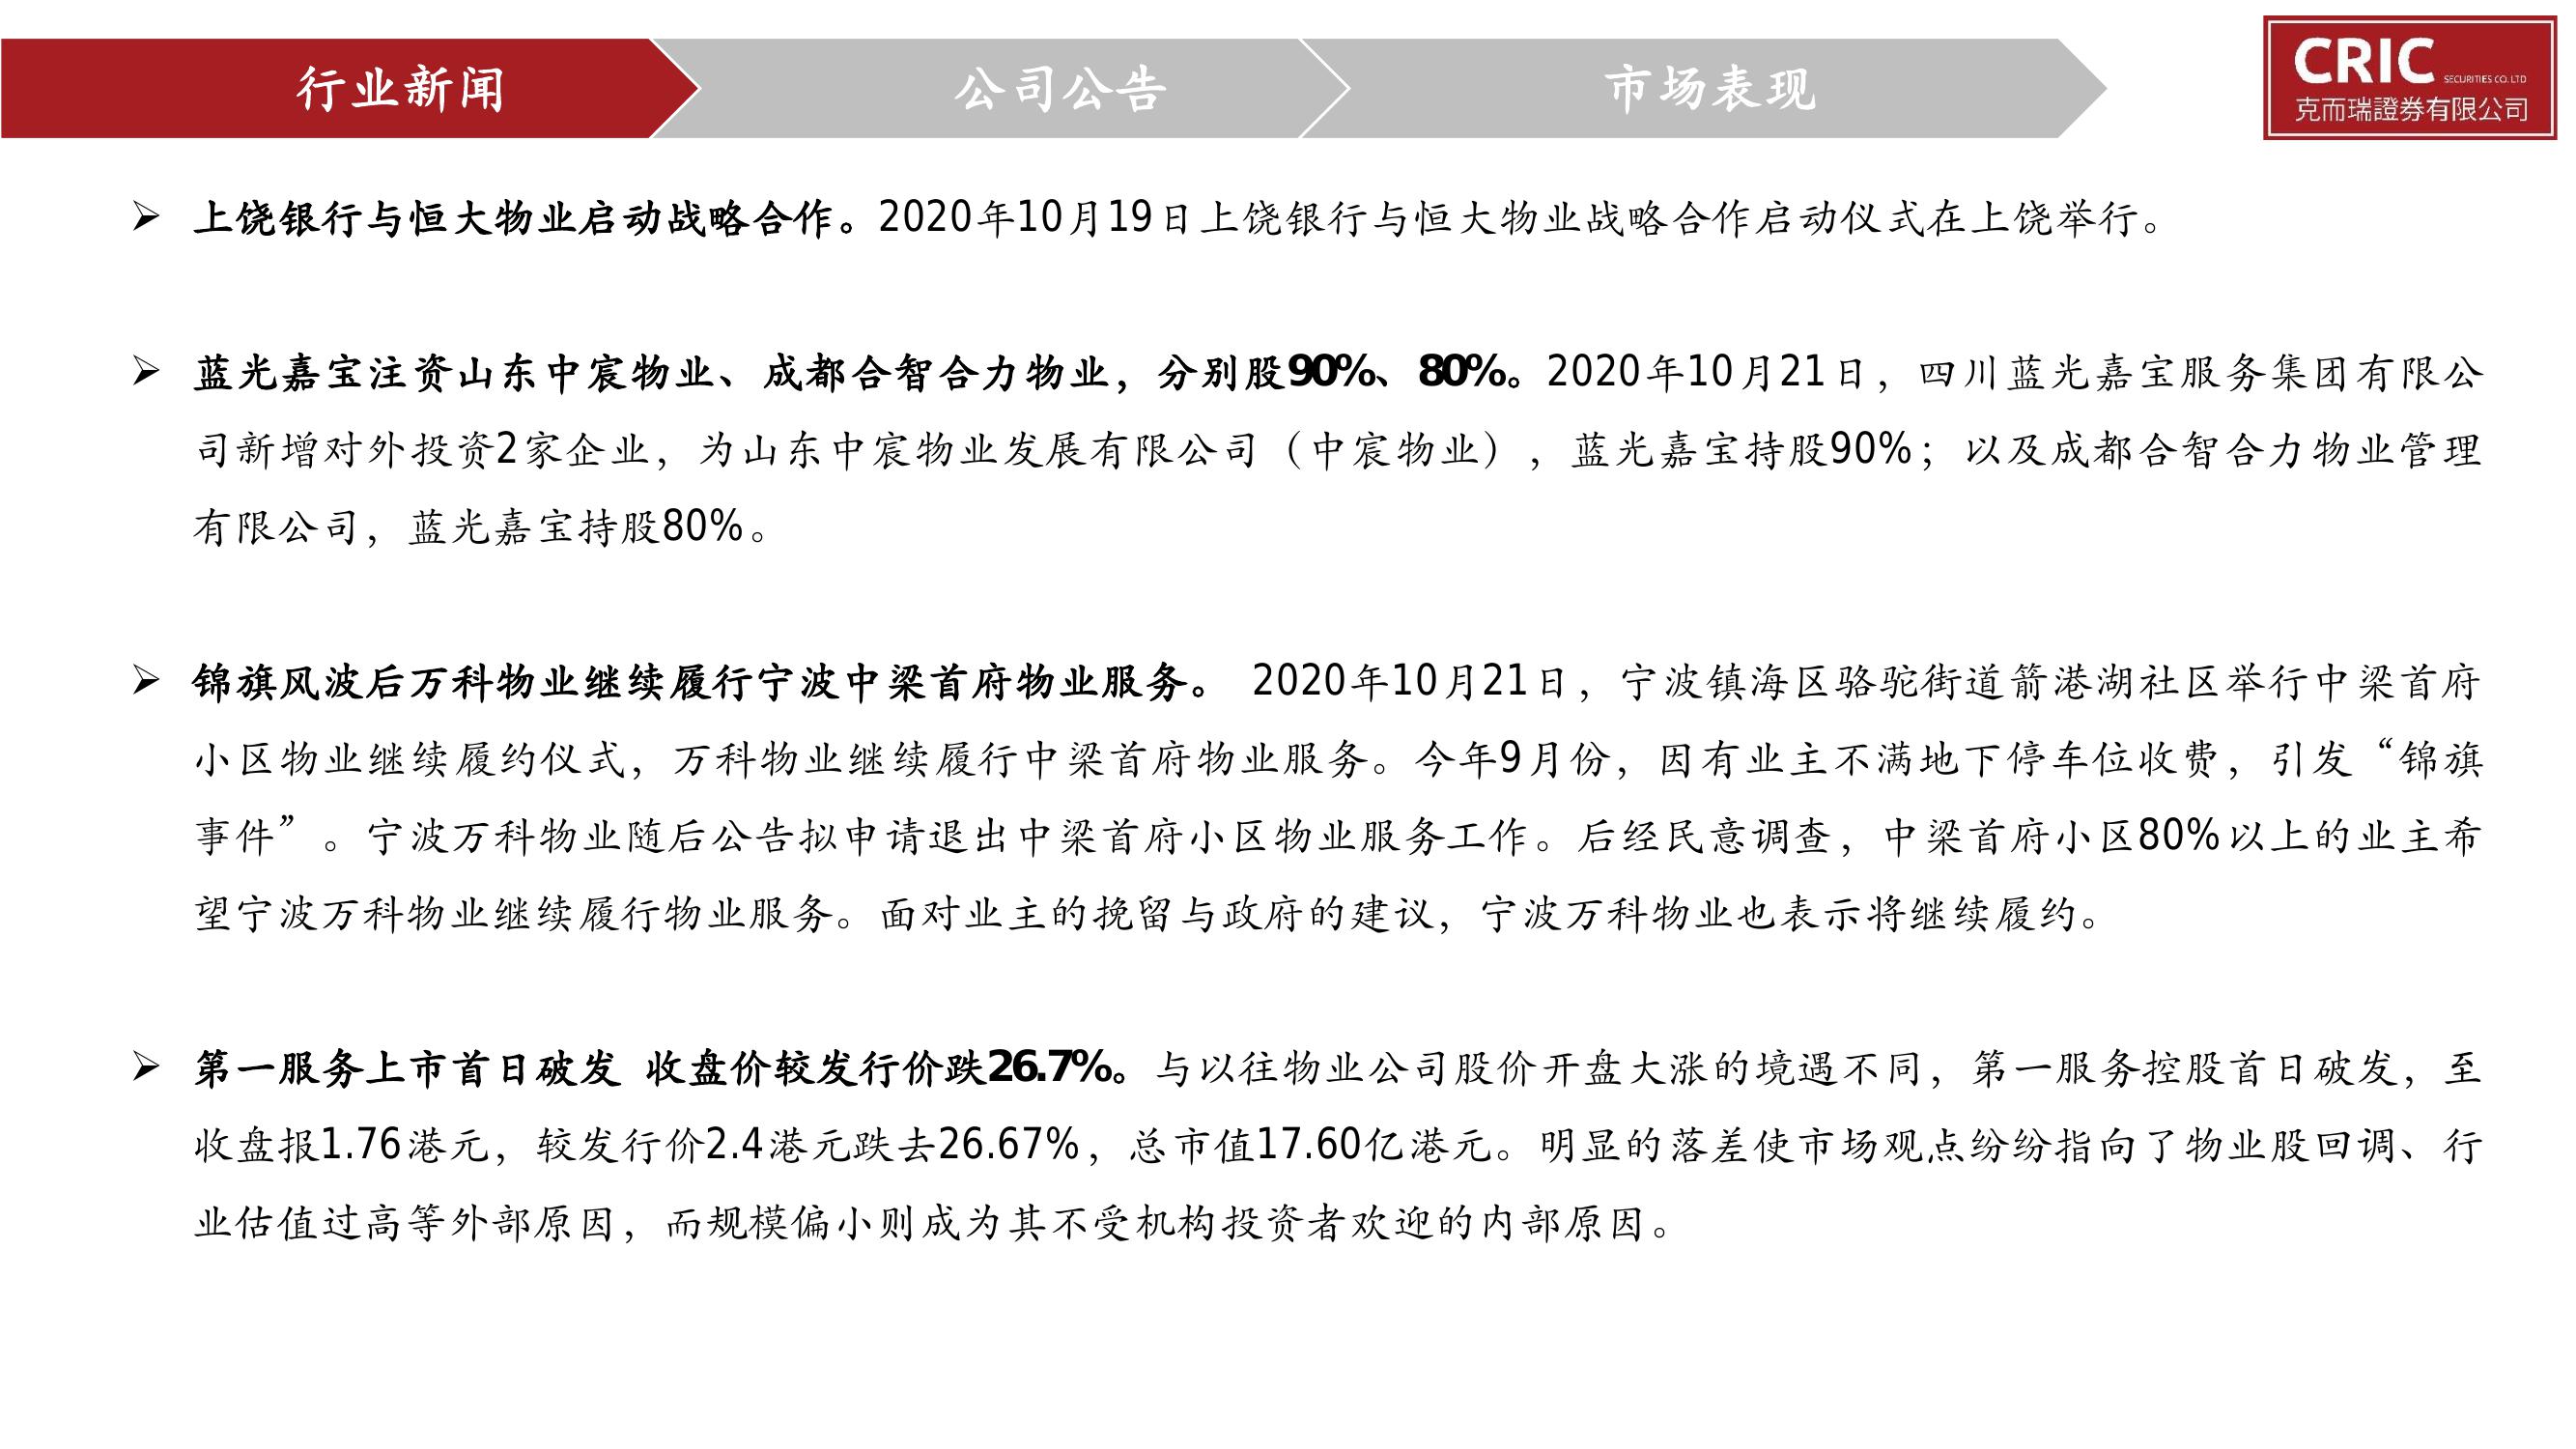 行业新闻
公司公告
市场表现
CRIC SECURITIES CO. LTD
克而瑞證券有限公司
上饶银行与恒大物业启动战略合作。2020年10月19日上饶银行与恒大物业战略合作启动仪式在上饶举行。
蓝光嘉宝注资山东中宸物业、成都合智合力物业，分别股90%、80%。2020年10月21日，四川蓝光嘉宝服务集团有限公
司新增对外投资2家企业，为山东中宸物业发展有限公司（中宸物业），蓝光嘉宝持股90%；以及成都合智合力物业管理
有限公司，蓝光嘉宝持股80%。
锦旗风波后万科物业继续履行宁波中梁首府物业服务。 2020年10月21日，宁波镇海区骆驼街道箭港湖社区举行中梁首府
小区物业继续履约仪式，万科物业继续履行中梁首府物业服务。今年9月份，因有业主不满地下停车位收费，引发“锦旗
事件”。宁波万科物业随后公告拟申请退出中梁首府小区物业服务工作。后经民意调查，中梁首府小区80%以上的业主希
望宁波万科物业继续履行物业服务。面对业主的挽留与政府的建议，宁波万科物业也表示将继续履约。
第一服务上市首日破发 收盘价较发行价跌26.7%。与以往物业公司股价开盘大涨的境遇不同，第一服务控股首日破发，至
收盘报1.76港元，较发行价2.4港元跌去26.67%，总市值17.60亿港元。明显的落差使市场观点纷纷指向了物业股回调、行
业估值过高等外部原因，而规模偏小则成为其不受机构投资者欢迎的内部原因。